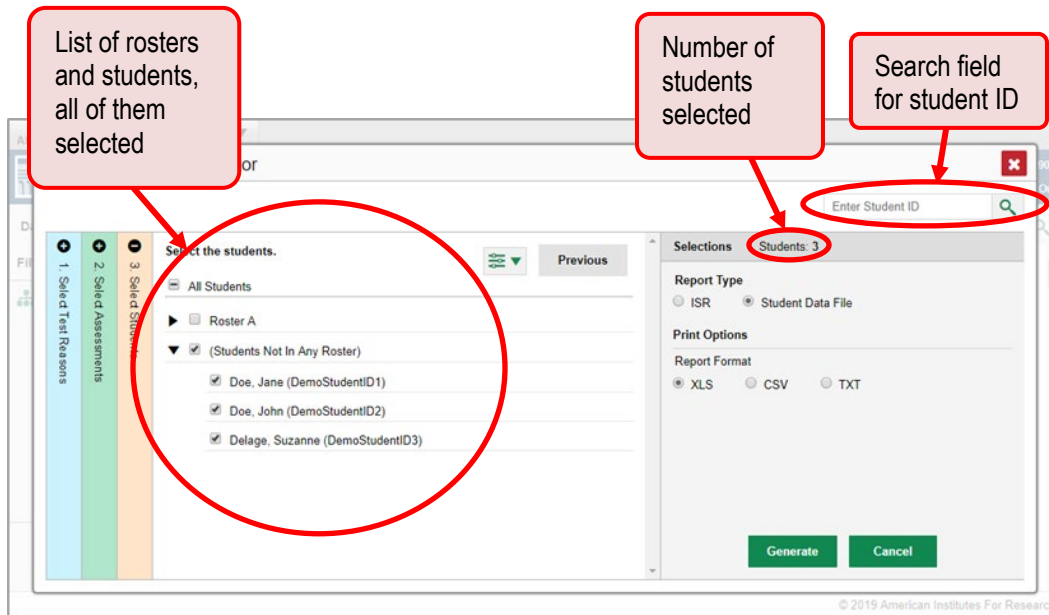 List of rosters
and students,
all of them
selected
Number of
students
selected
Search field
for student ID
or
Enter Student ID
1. Select Test Reasons
2. Select Assessments
3. Select Students
Select the students.
Previous
All Students
Roster A
(Students Not In Any Roster)
Doe, Jane (DemoStudentID1)
Doe, John (DemoStudentID2)
Delage, Suzanne (DemoStudentID3)
Selections Students: 3
Report Type
ISR Student Data File
Print Options
Report Format
XLS CSV TXT
Generate Cancel
© 2019 American Institutes For Researc